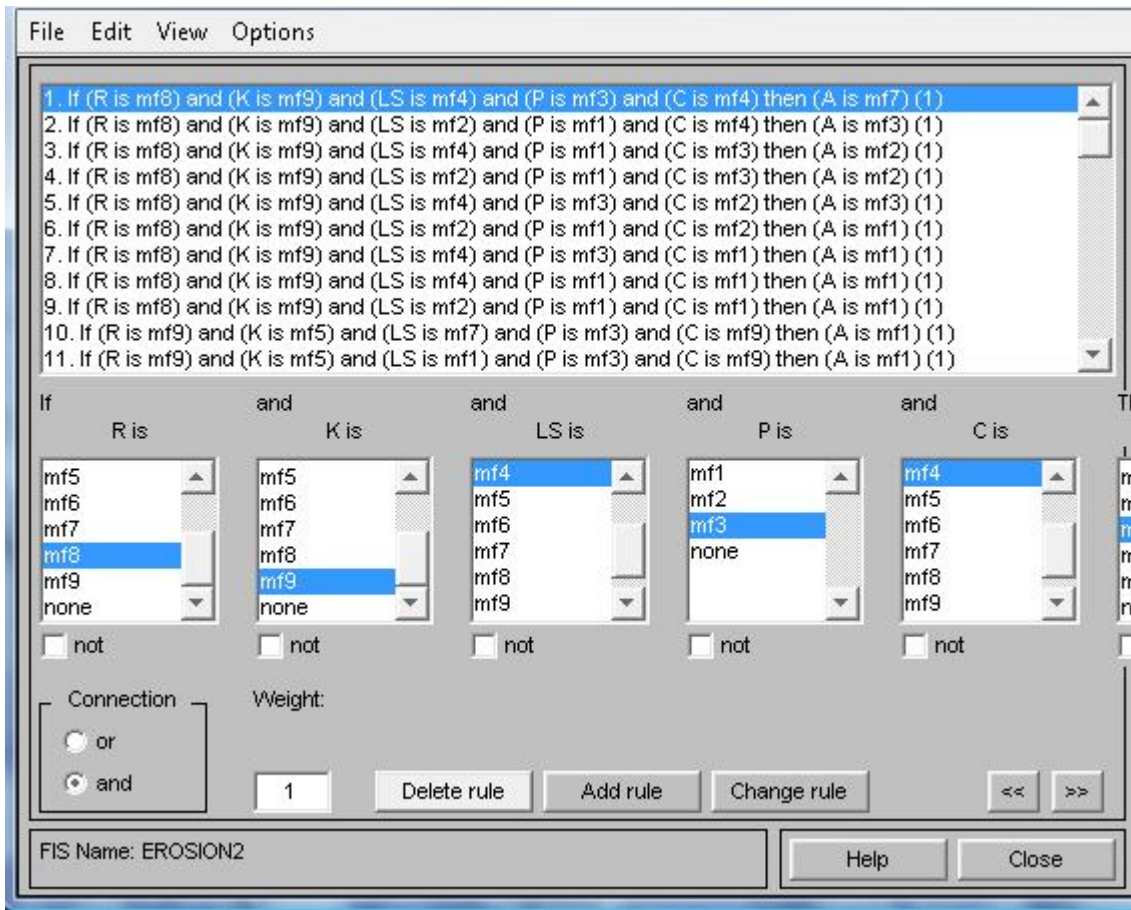 File Edit View Options
1. If (R is mf8) and (K is mf9) and (LS is mf4) and (P is mf3) and (C is mf4) then (A is mf7) (1)
2. If (R is mf8) and (K is mf9) and (LS is mf2) and (P is mf1) and (C is mf4) then (A is mf3) (1)
3. If (R is mf8) and (K is mf9) and (LS is mf4) and (P is mf1) and (C is mf3) then (A is mf2) (1)
4. If (R is mf8) and (K is mf9) and (LS is mf2) and (P is mf1) and (C is mf3) then (A is mf2) (1)
5. If (R is mf8) and (K is mf9) and (LS is mf4) and (P is mf3) and (C is mf2) then (A is mf3) (1)
6. If (R is mf8) and (K is mf9) and (LS is mf2) and (P is mf1) and (C is mf2) then (A is mf1) (1)
7. If (R is mf8) and (K is mf9) and (LS is mf4) and (P is mf3) and (C is mf1) then (A is mf1) (1)
8. If (R is mf8) and (K is mf9) and (LS is mf4) and (P is mf1) and (C is mf1) then (A is mf1) (1)
9. If (R is mf8) and (K is mf9) and (LS is mf2) and (P is mf1) and (C is mf1) then (A is mf1) (1)
10. If (R is mf9) and (K is mf5) and (LS is mf7) and (P is mf3) and (C is mf9) then (A is mf1) (1)
11. If (R is mf9) and (K is mf5) and (LS is mf1) and (P is mf3) and (C is mf9) then (A is mf1) (1)
If and and and and
R is K is LS is P is C is
mf5 mf5 mf4 mf1 mf4
mf6 mf6 mf5 mf2 mf5
mf7 mf7 mf6 mf3 mf6
mf8 mf8 mf7 none mf7
mf9 mf9 mf8 mf8
none none mf9 mf9
not not not not not
Connection Weight:
or
and 1 Delete rule Add rule Change rule << >>
FIS Name: EROSION2 Help Close